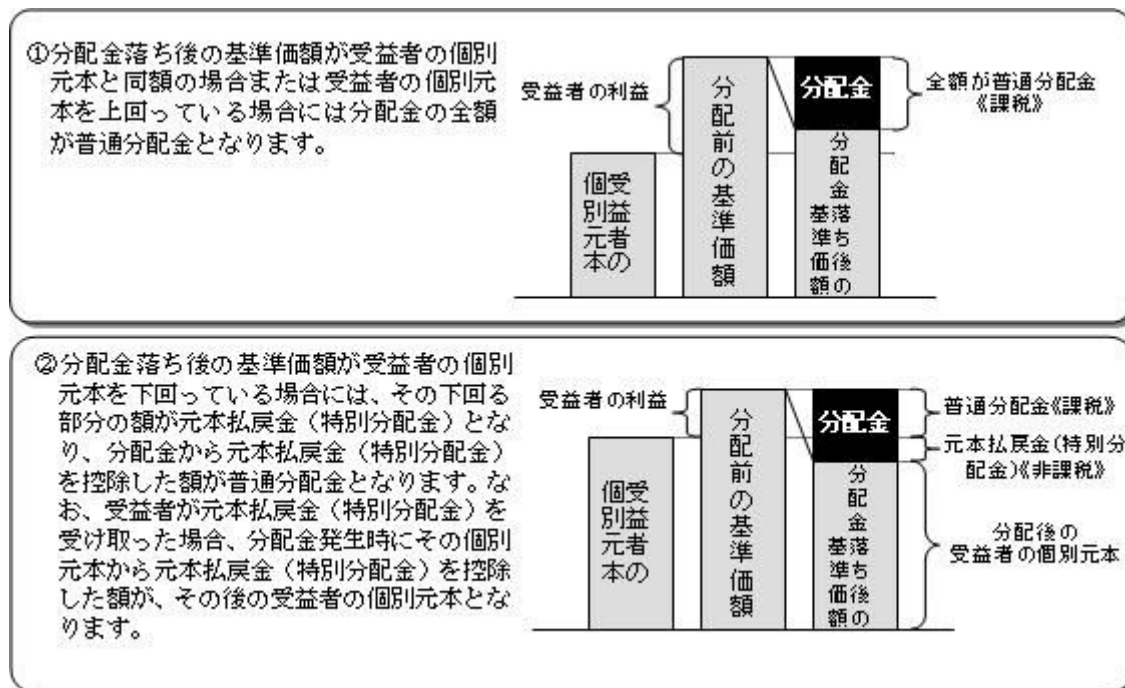 ①分配金落ち後の基準価額が受益者の個別
元本と同額の場合または受益者の個別元
本を上回っている場合には分配金の全額
が普通分配金となります。
受益者の利益
受益者の
個別元本
分配前の基準価額
分配金
分配金落ち後の
基準価額
全額が普通分配金
《課税》
②分配金落ち後の基準価額が受益者の個別
元本を下回っている場合には、その下回る
部分の額が元本払戻金（特別分配金）とな
り、分配金から元本払戻金（特別分配金）
を控除した額が普通分配金となります。な
お、受益者が元本払戻金（特別分配金）を
受け取った場合、分配金発生時にその個別
元本から元本払戻金（特別分配金）を控除
した額が、その後の受益者の個別元本とな
ります。
受益者の利益
受益者の
個別元本
分配前の基準価額
分配金
分配金落ち後の
基準価額
普通分配金《課税》
元本払戻金(特別分
配金)《非課税》
分配後の
受益者の個別元本